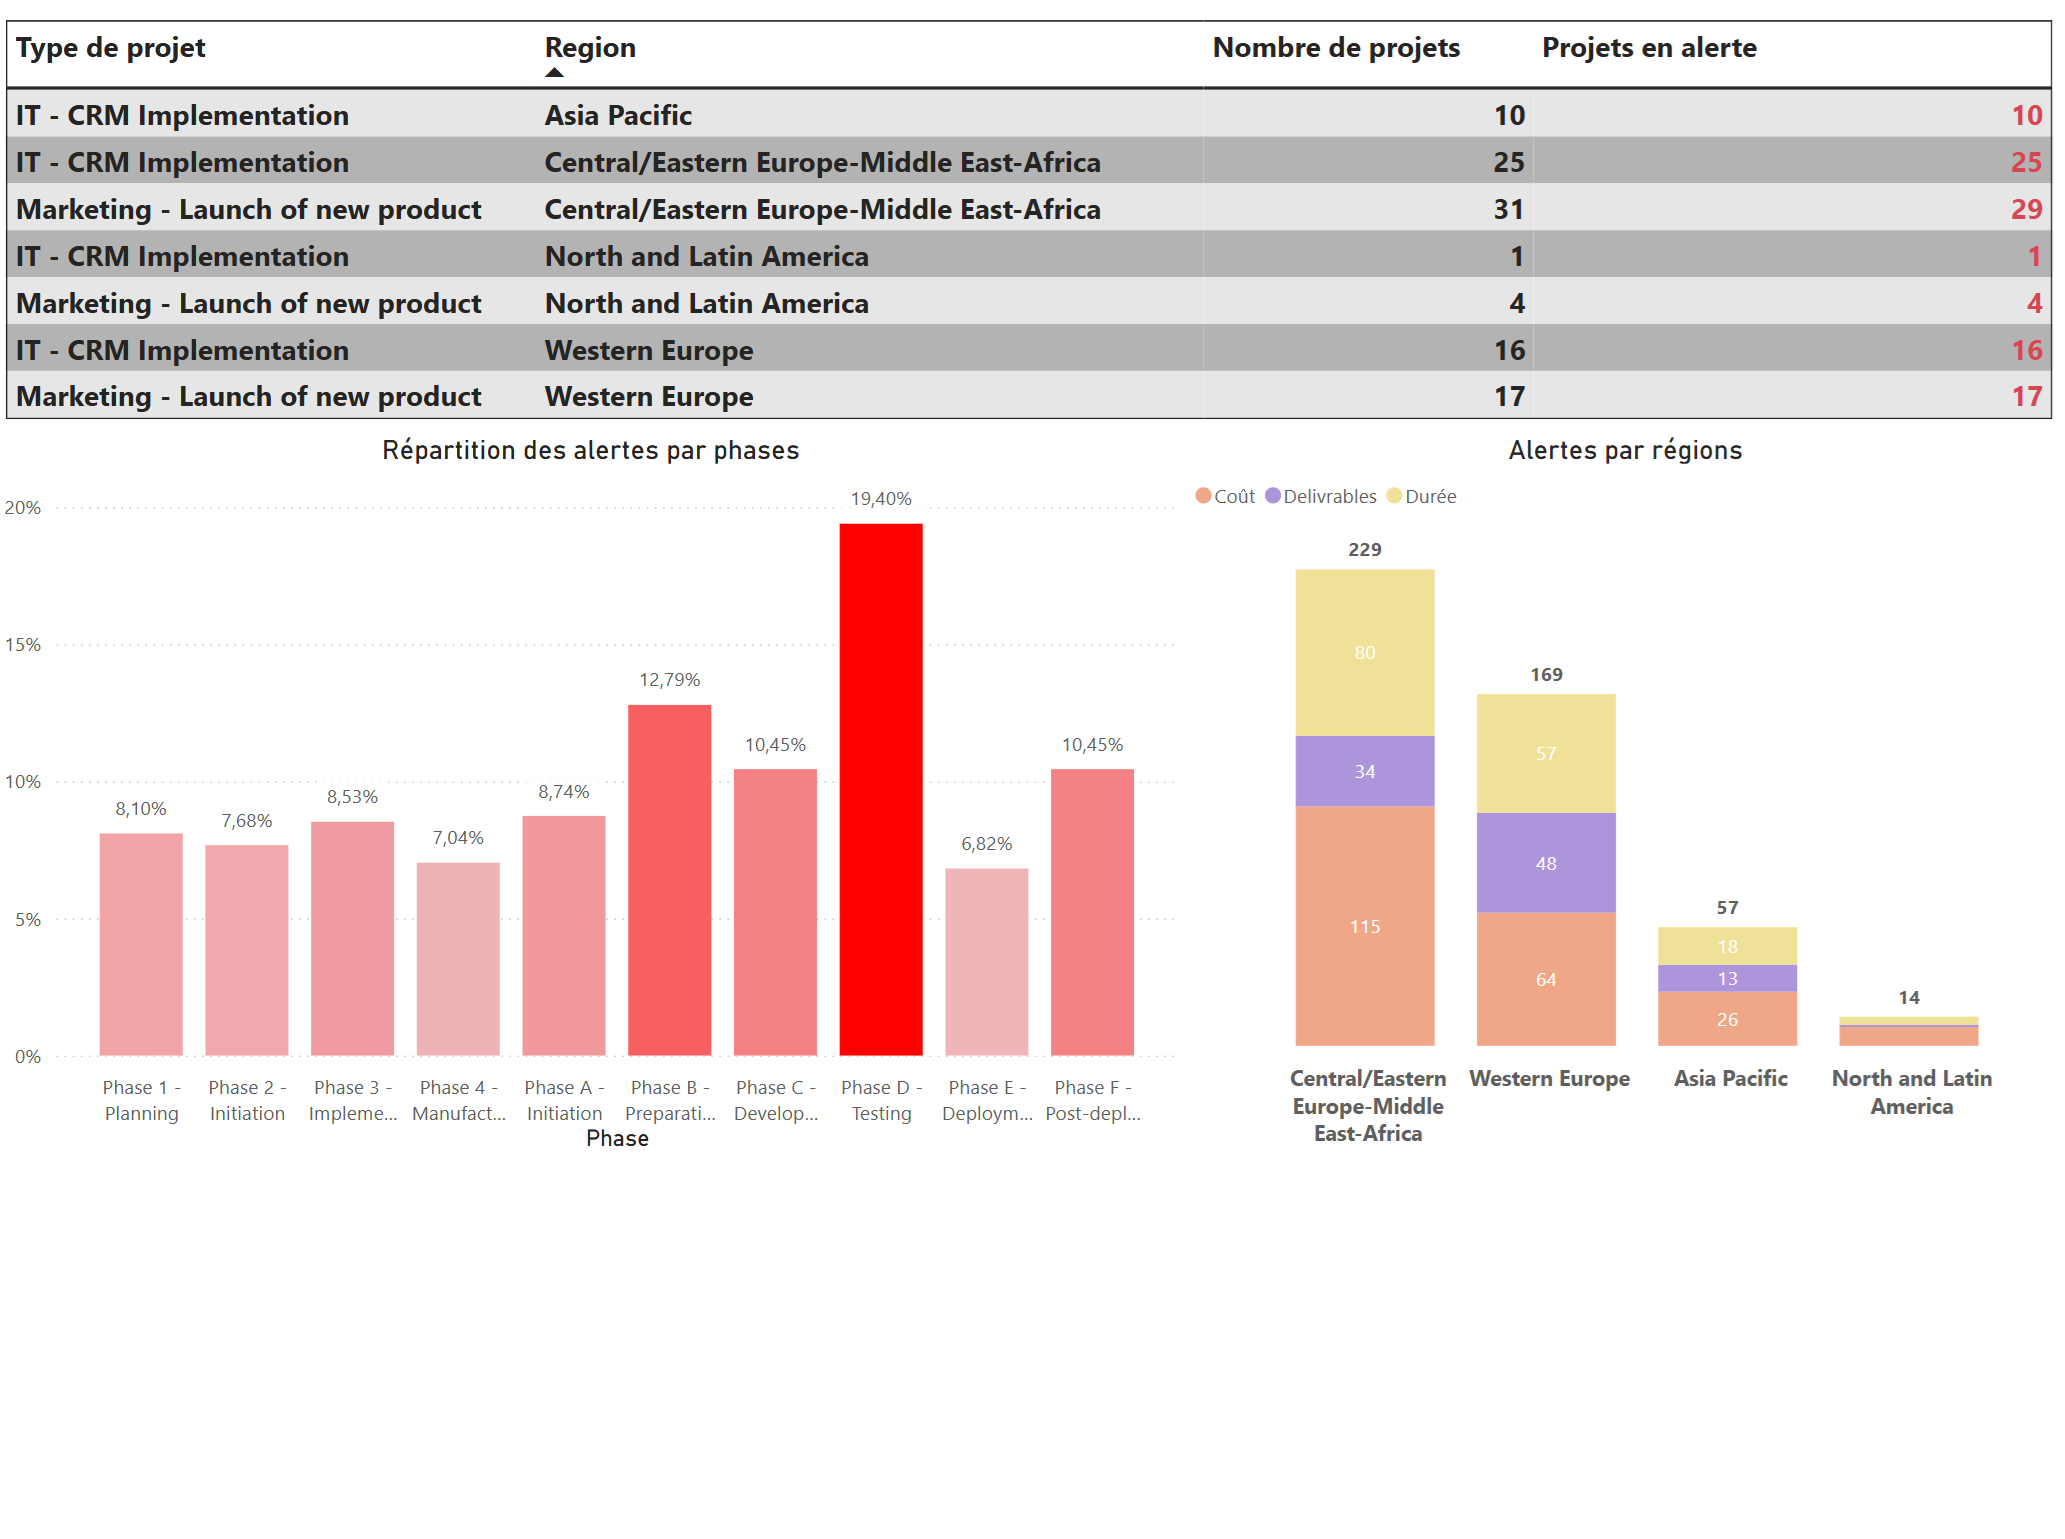 Type de projet Region Nombre de projets Projets en alerte
IT - CRM Implementation Asia Pacific 10 10
IT - CRM Implementation Central/Eastern Europe-Middle East-Africa 25 25
Marketing - Launch of new product Central/Eastern Europe-Middle East-Africa 31 29
IT - CRM Implementation North and Latin America 1 1
Marketing - Launch of new product North and Latin America 4 4
IT - CRM Implementation Western Europe 16 16
Marketing - Launch of new product Western Europe 17 17
Répartition des alertes par phases
20%
15%
10%
5%
0%
8,10%
7,68%
8,53%
7,04%
8,74%
12,79%
10,45%
19,40%
6,82%
10,45%
Phase 1 - Planning
Phase 2 - Initiation
Phase 3 - Impleme...
Phase 4 - Manufact...
Phase A - Initiation
Phase B - Preparati...
Phase C - Develop...
Phase D - Testing
Phase E - Deploym...
Phase F - Post-depl...
Phase
Alertes par régions
Coût Delivrables Durée
229
80
34
115
169
57
48
64
57
18
13
26
14
Central/Eastern
Europe-Middle
East-Africa
Western Europe
Asia Pacific
North and Latin
America